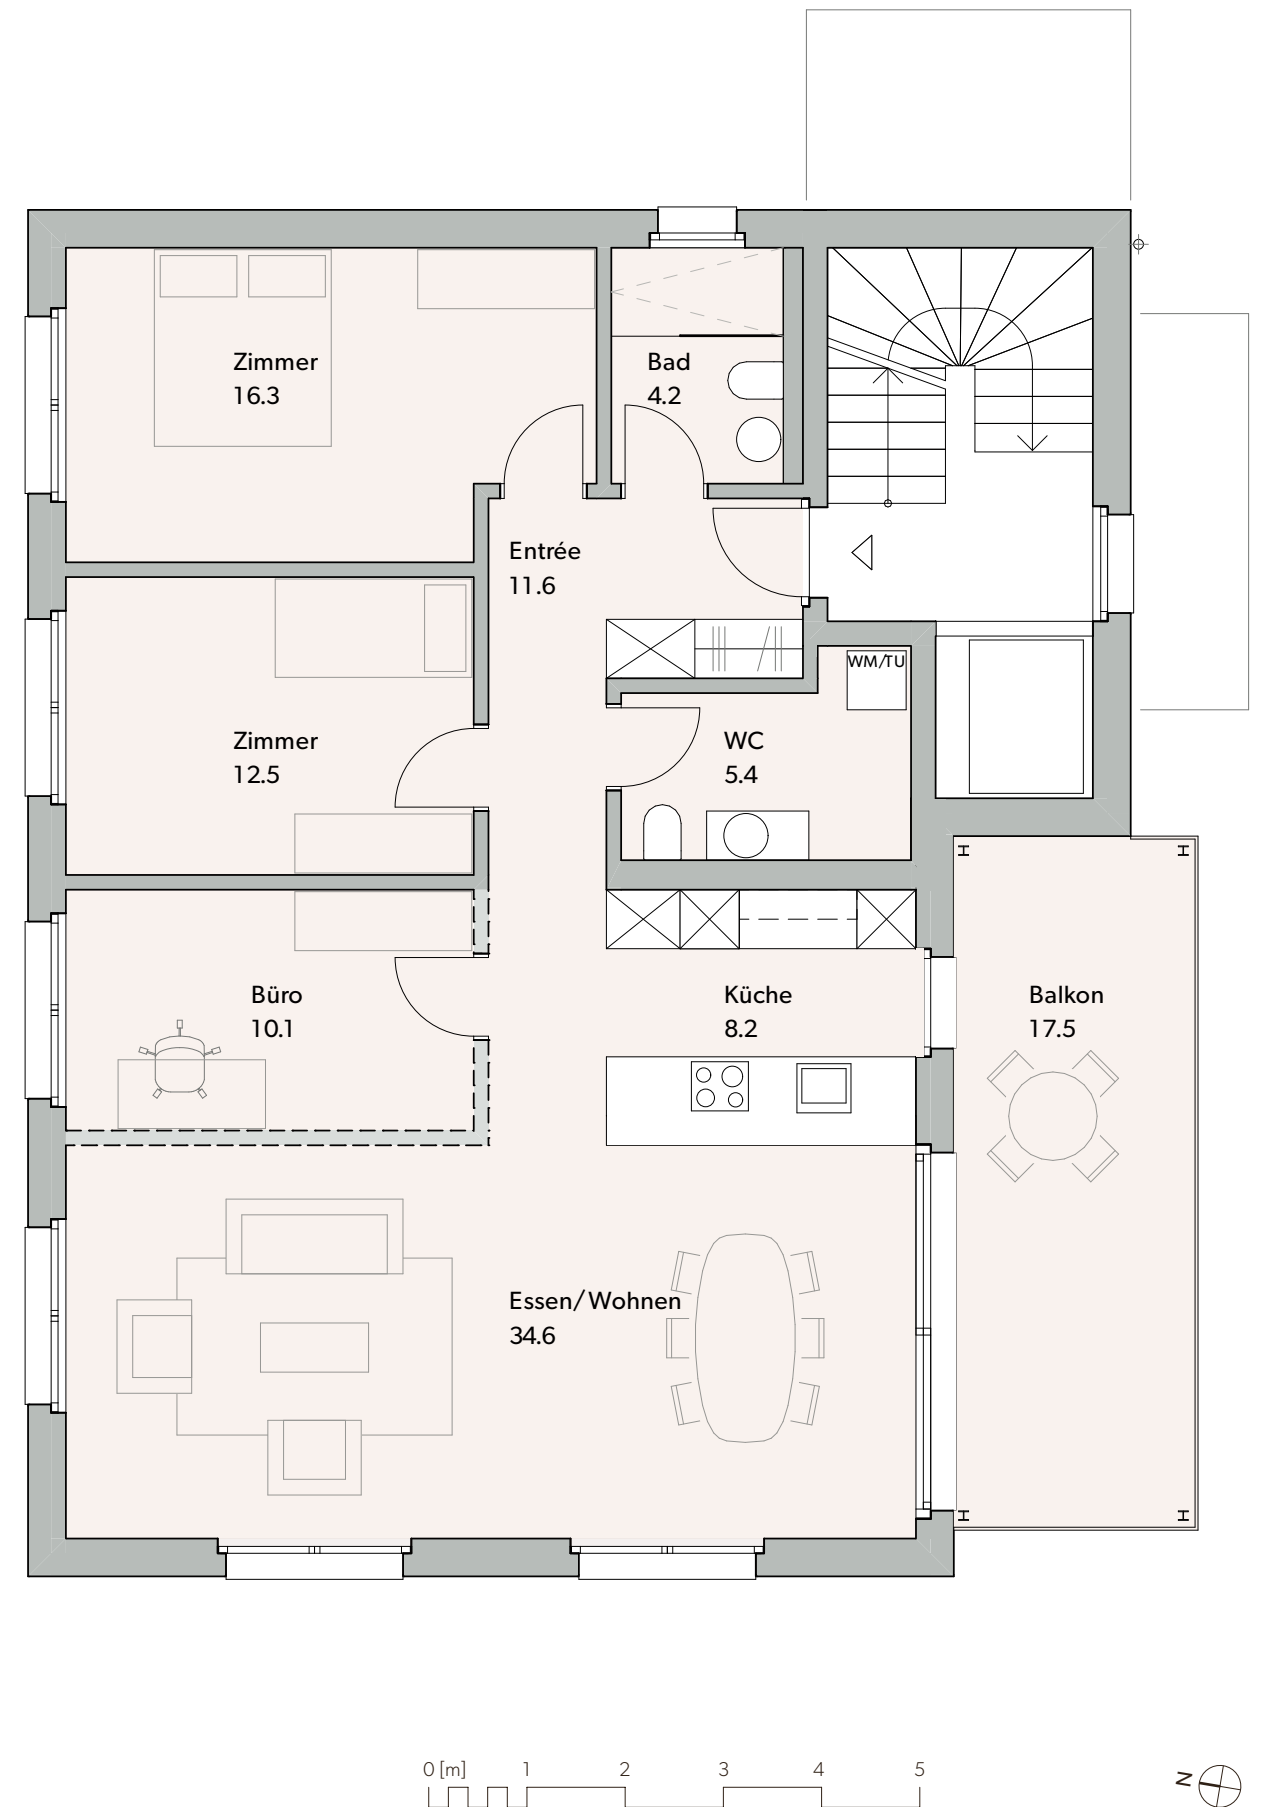 Zimmer
16.3
Bad
4.2
Entrée
11.6
WM/TU
Zimmer
12.5
WC
5.4
Büro
10.1
Küche
8.2
Balkon
17.5
Essen/Wohnen
34.6
0 [m] 1 2 3 4 5
N